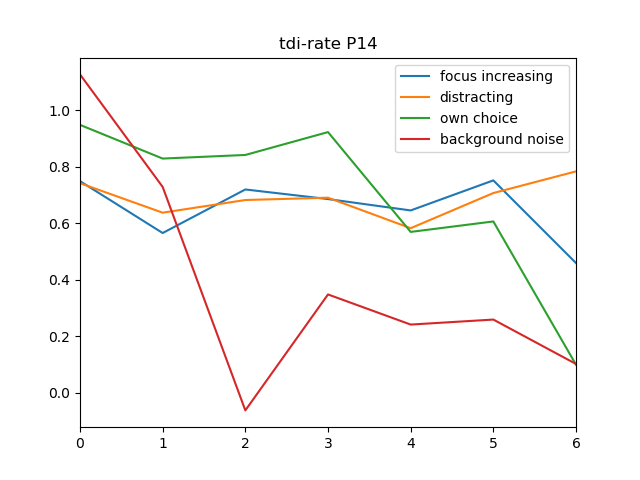 tdi-rate P14
focus increasing
distracting
own choice
background noise
1.0
0.8
0.6
0.4
0.2
0.0
0 1 2 3 4 5 6